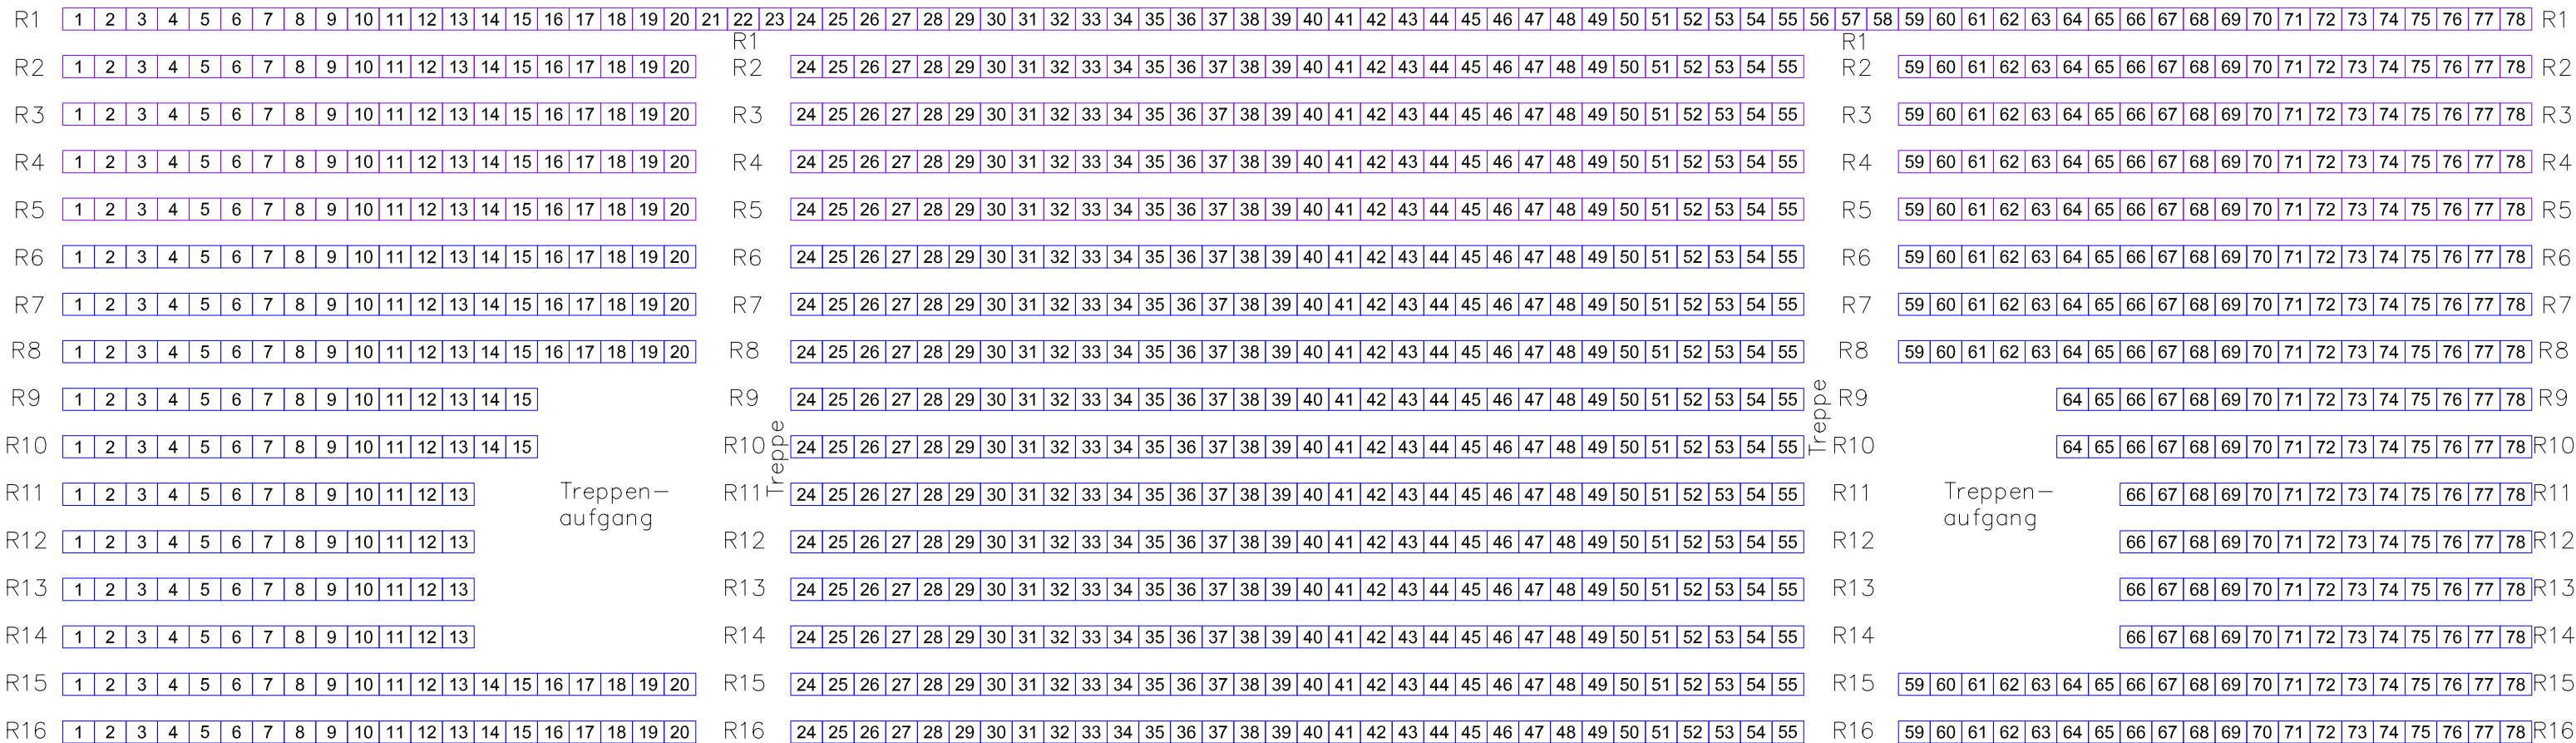 R1 1 2 3 4 5 6 7 8 9 10 11 12 13 14 15 16 17 18 19 20 21 22 23 24 25 26 27 28 29 30 31 32 33 34 35 36 37 38 39 40 41 42 43 44 45 46 47 48 49 50 51 52 53 54 55 56 57 58 59 60 61 62 63 64 65 66 67 68 69 70 71 72 73 74 75 76 77 78 R1
R1 R1
R2 1 2 3 4 5 6 7 8 9 10 11 12 13 14 15 16 17 18 19 20 R2 24 25 26 27 28 29 30 31 32 33 34 35 36 37 38 39 40 41 42 43 44 45 46 47 48 49 50 51 52 53 54 55 R2 59 60 61 62 63 64 65 66 67 68 69 70 71 72 73 74 75 76 77 78 R2
R3 1 2 3 4 5 6 7 8 9 10 11 12 13 14 15 16 17 18 19 20 R3 24 25 26 27 28 29 30 31 32 33 34 35 36 37 38 39 40 41 42 43 44 45 46 47 48 49 50 51 52 53 54 55 R3 59 60 61 62 63 64 65 66 67 68 69 70 71 72 73 74 75 76 77 78 R3
R4 1 2 3 4 5 6 7 8 9 10 11 12 13 14 15 16 17 18 19 20 R4 24 25 26 27 28 29 30 31 32 33 34 35 36 37 38 39 40 41 42 43 44 45 46 47 48 49 50 51 52 53 54 55 R4 59 60 61 62 63 64 65 66 67 68 69 70 71 72 73 74 75 76 77 78 R4
R5 1 2 3 4 5 6 7 8 9 10 11 12 13 14 15 16 17 18 19 20 R5 24 25 26 27 28 29 30 31 32 33 34 35 36 37 38 39 40 41 42 43 44 45 46 47 48 49 50 51 52 53 54 55 R5 59 60 61 62 63 64 65 66 67 68 69 70 71 72 73 74 75 76 77 78 R5
R6 1 2 3 4 5 6 7 8 9 10 11 12 13 14 15 16 17 18 19 20 R6 24 25 26 27 28 29 30 31 32 33 34 35 36 37 38 39 40 41 42 43 44 45 46 47 48 49 50 51 52 53 54 55 R6 59 60 61 62 63 64 65 66 67 68 69 70 71 72 73 74 75 76 77 78 R6
R7 1 2 3 4 5 6 7 8 9 10 11 12 13 14 15 16 17 18 19 20 R7 24 25 26 27 28 29 30 31 32 33 34 35 36 37 38 39 40 41 42 43 44 45 46 47 48 49 50 51 52 53 54 55 R7 59 60 61 62 63 64 65 66 67 68 69 70 71 72 73 74 75 76 77 78 R7
R8 1 2 3 4 5 6 7 8 9 10 11 12 13 14 15 16 17 18 19 20 R8 24 25 26 27 28 29 30 31 32 33 34 35 36 37 38 39 40 41 42 43 44 45 46 47 48 49 50 51 52 53 54 55 R8 59 60 61 62 63 64 65 66 67 68 69 70 71 72 73 74 75 76 77 78 R8
R9 1 2 3 4 5 6 7 8 9 10 11 12 13 14 15 R9 24 25 26 27 28 29 30 31 32 33 34 35 36 37 38 39 40 41 42 43 44 45 46 47 48 49 50 51 52 53 54 55 R9 64 65 66 67 68 69 70 71 72 73 74 75 76 77 78 R9
Treppe
R10 1 2 3 4 5 6 7 8 9 10 11 12 13 14 15 R10 24 25 26 27 28 29 30 31 32 33 34 35 36 37 38 39 40 41 42 43 44 45 46 47 48 49 50 51 52 53 54 55 R10 64 65 66 67 68 69 70 71 72 73 74 75 76 77 78 R10
Treppe
R11 1 2 3 4 5 6 7 8 9 10 11 12 13 Treppen- R11 24 25 26 27 28 29 30 31 32 33 34 35 36 37 38 39 40 41 42 43 44 45 46 47 48 49 50 51 52 53 54 55 R11 Treppen- 66 67 68 69 70 71 72 73 74 75 76 77 78 R11
aufgang aufgang
R12 1 2 3 4 5 6 7 8 9 10 11 12 13 R12 24 25 26 27 28 29 30 31 32 33 34 35 36 37 38 39 40 41 42 43 44 45 46 47 48 49 50 51 52 53 54 55 R12 66 67 68 69 70 71 72 73 74 75 76 77 78 R12
R13 1 2 3 4 5 6 7 8 9 10 11 12 13 R13 24 25 26 27 28 29 30 31 32 33 34 35 36 37 38 39 40 41 42 43 44 45 46 47 48 49 50 51 52 53 54 55 R13 66 67 68 69 70 71 72 73 74 75 76 77 78 R13
R14 1 2 3 4 5 6 7 8 9 10 11 12 13 R14 24 25 26 27 28 29 30 31 32 33 34 35 36 37 38 39 40 41 42 43 44 45 46 47 48 49 50 51 52 53 54 55 R14 66 67 68 69 70 71 72 73 74 75 76 77 78 R14
R15 1 2 3 4 5 6 7 8 9 10 11 12 13 14 15 16 17 18 19 20 R15 24 25 26 27 28 29 30 31 32 33 34 35 36 37 38 39 40 41 42 43 44 45 46 47 48 49 50 51 52 53 54 55 R15 59 60 61 62 63 64 65 66 67 68 69 70 71 72 73 74 75 76 77 78 R15
R16 1 2 3 4 5 6 7 8 9 10 11 12 13 14 15 16 17 18 19 20 R16 24 25 26 27 28 29 30 31 32 33 34 35 36 37 38 39 40 41 42 43 44 45 46 47 48 49 50 51 52 53 54 55 R16 59 60 61 62 63 64 65 66 67 68 69 70 71 72 73 74 75 76 77 78 R16